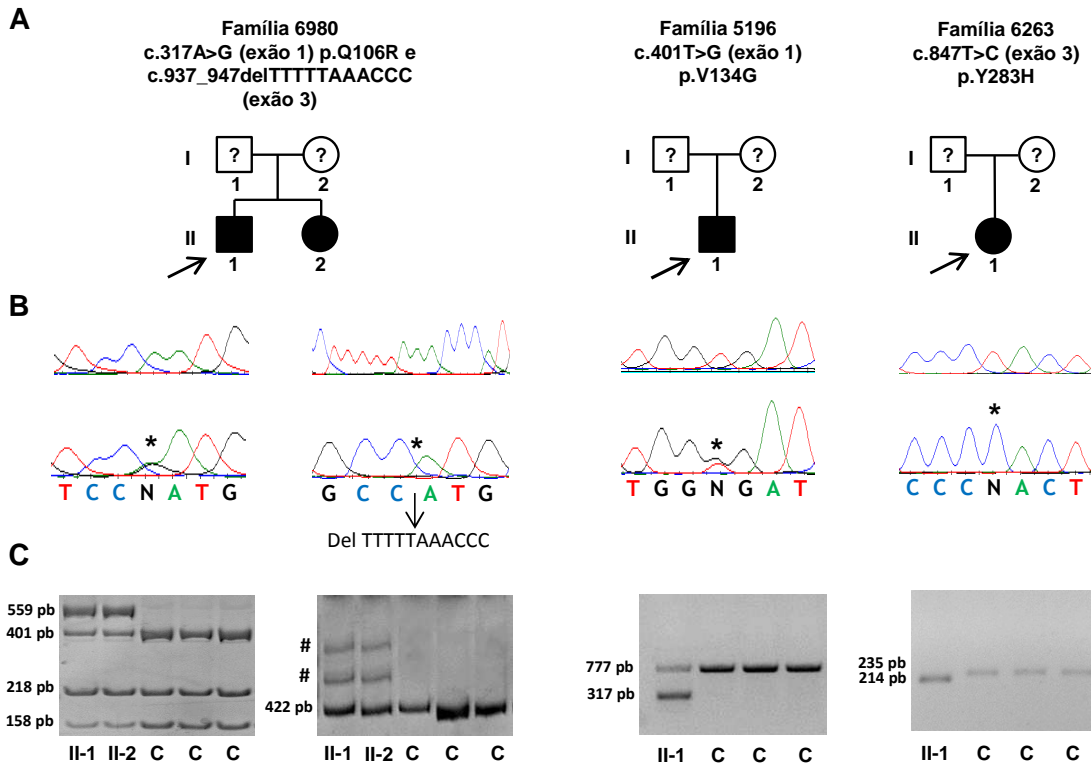 A
Família 6980
c.317A>G (exão 1) p.Q106R e
c.937_947delTTTTTAAACCC
(exão 3)
Família 5196
c.401T>G (exão 1)
p.V134G
Família 6263
c.847T>C (exão 3)
p.Y283H
I
?
?
1
2
II
1
2
I
?
?
1
2
II
1
I
?
?
1
2
II
1
B
*
T C C N A T G
*
G C C A T G
Del TTTTTAAACCC
*
T G G N G A T
*
C C C N A C T
C
559 pb
401 pb
218 pb
158 pb
II-1 II-2 C C C
#
#
422 pb
II-1 II-2 C C C
777 pb
317 pb
II-1 C C C
235 pb
214 pb
II-1 C C C